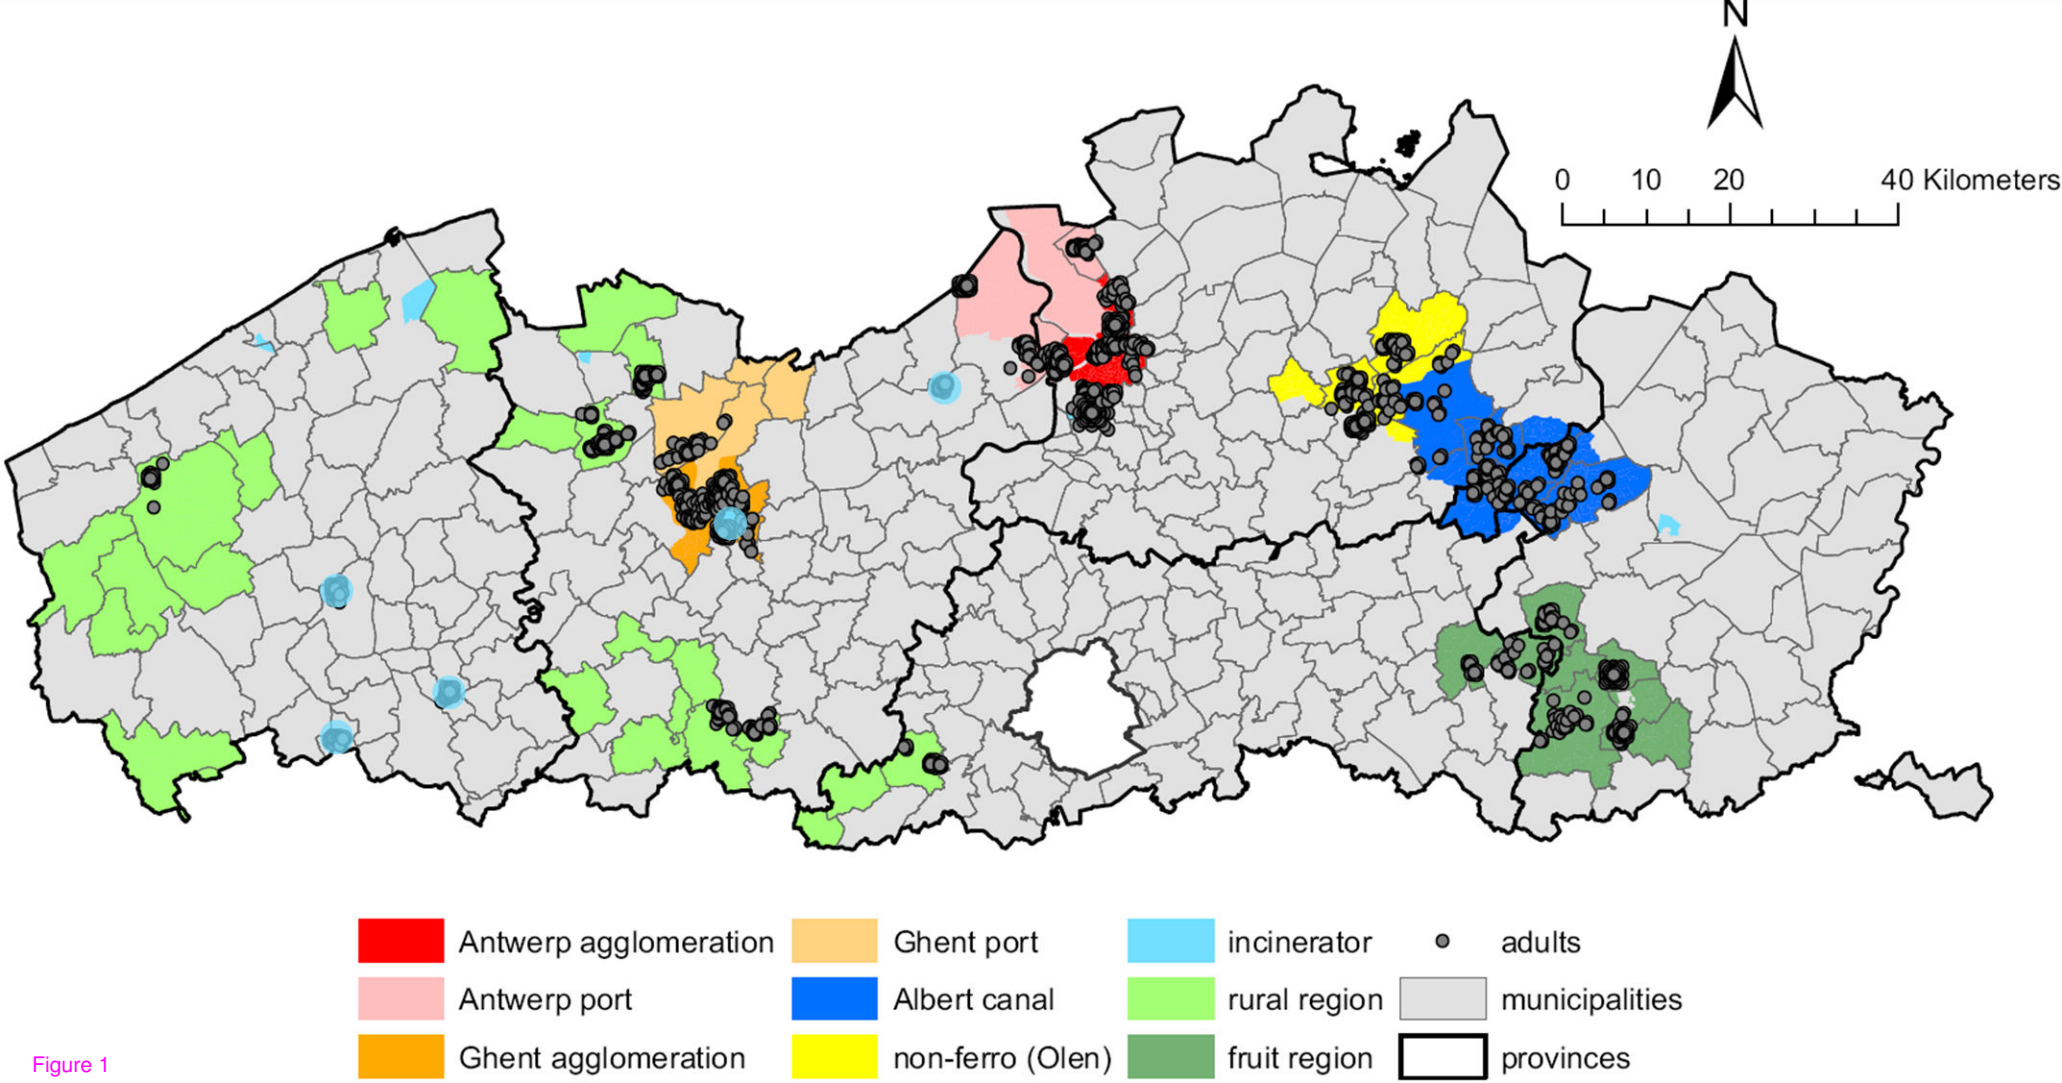 N
0 10 20 40 Kilometers
Antwerp agglomeration Ghent port incinerator adults
Antwerp port Albert canal rural region municipalities
Ghent agglomeration non-ferro (Olen) fruit region provinces
Figure 1